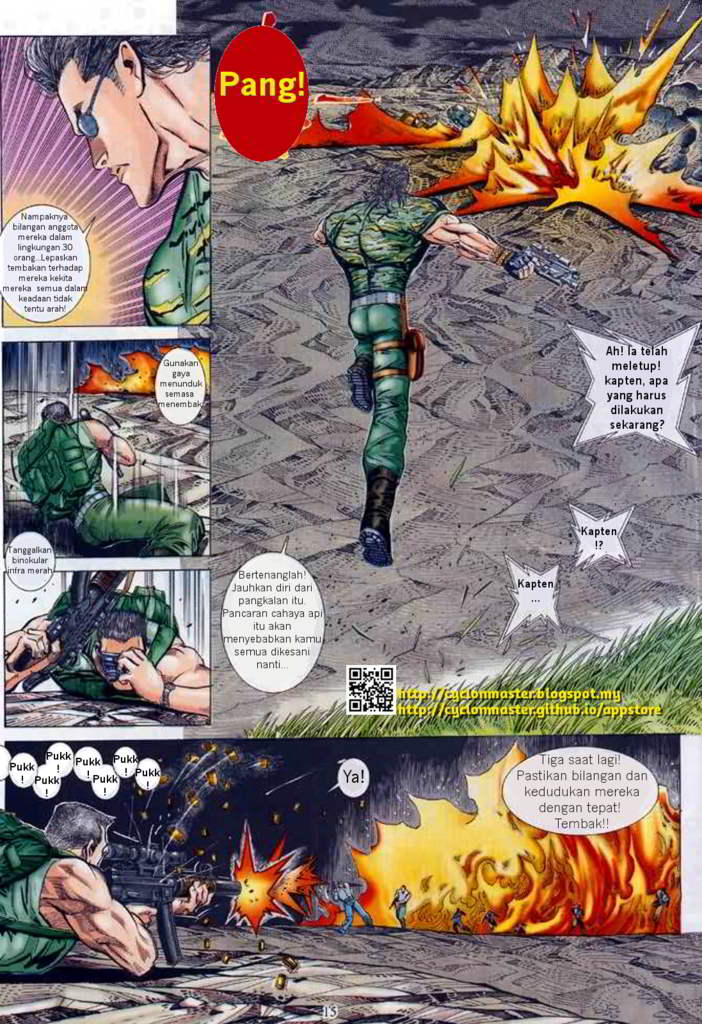 Pang!
Nampaknya
bilangan anggota
mereka dalam
lingkungan 30
orang...Lepaskan
tembakan terhadap
mereka kekita
mereka semua dalam
keadaan tidak
tentu arah!
Ah! Ia telah
meletup!
kapten, apa
yang harus
dilakukan
sekarang?
Gunakan
gaya
menunduk
semasa
menembak
Kapten
!?
Kapten
...
Tanggalkan
binokular
infra merah
Bertenanglah!
Jauhkan diri dari
pangkalan itu.
Pancaran cahaya api
itu akan
menyebabkan kamu
semua dikesani
nanti...
http://cyclonmaster.blogspot.my
http://cyclonmaster.github.io/appstore
Pukk
!
Pukk
!
Pukk
!
Pukk
!
Pukk
!
Pukk
!
Pukk
!
Ya!
Tiga saat lagi!
Pastikan bilangan dan
kedudukan mereka
dengan tepat!
Tembak!!
15